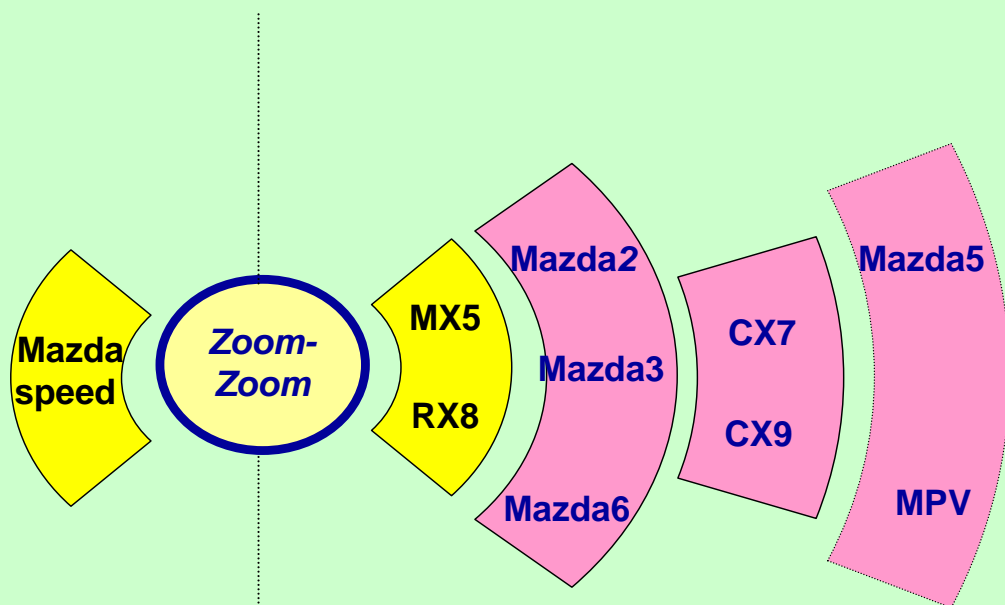 Mazda
speed
Zoom-
Zoom
MX5
RX8
Mazda2
Mazda3
Mazda6
CX7
CX9
Mazda5
MPV